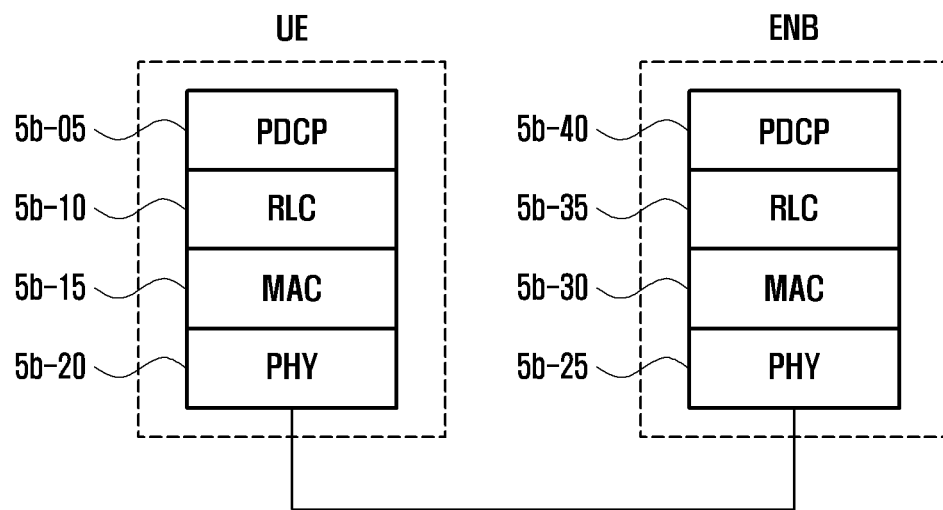 UE ENB
5b-05 PDCP 5b-40 PDCP
5b-10 RLC 5b-35 RLC
5b-15 MAC 5b-30 MAC
5b-20 PHY 5b-25 PHY